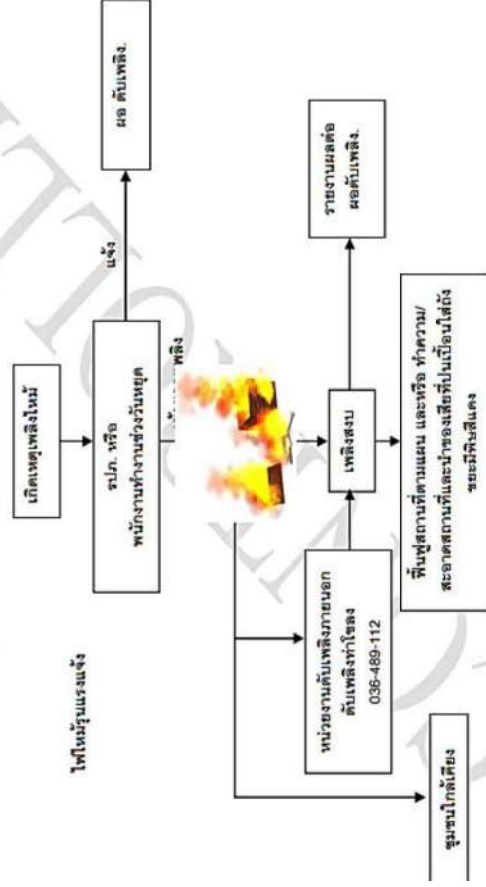 เกิดเหตุเพลิงไหม้
รปภ. หรือ
พนักงานทำงานช่วงวันหยุด
แจ้ง
ผอ ดับเพลิง.
ไฟไหม้รุนแรงแจ้ง
เพลิง
หน่วยงานดับเพลิงภายนอก
ดับเพลิงท่าโขลง
036-489-112
เพลิงสงบ
รายงานผลต่อ
ผอดับเพลิง.
ชุมชนใกล้เคียง
ฟื้นฟูสถานที่ตามแผน และหรือ ทำความ/
สะอาดสถานที่และนำของเสียที่ปนเปื้อนใส่ถัง
ขยะมีพิษสีแดง